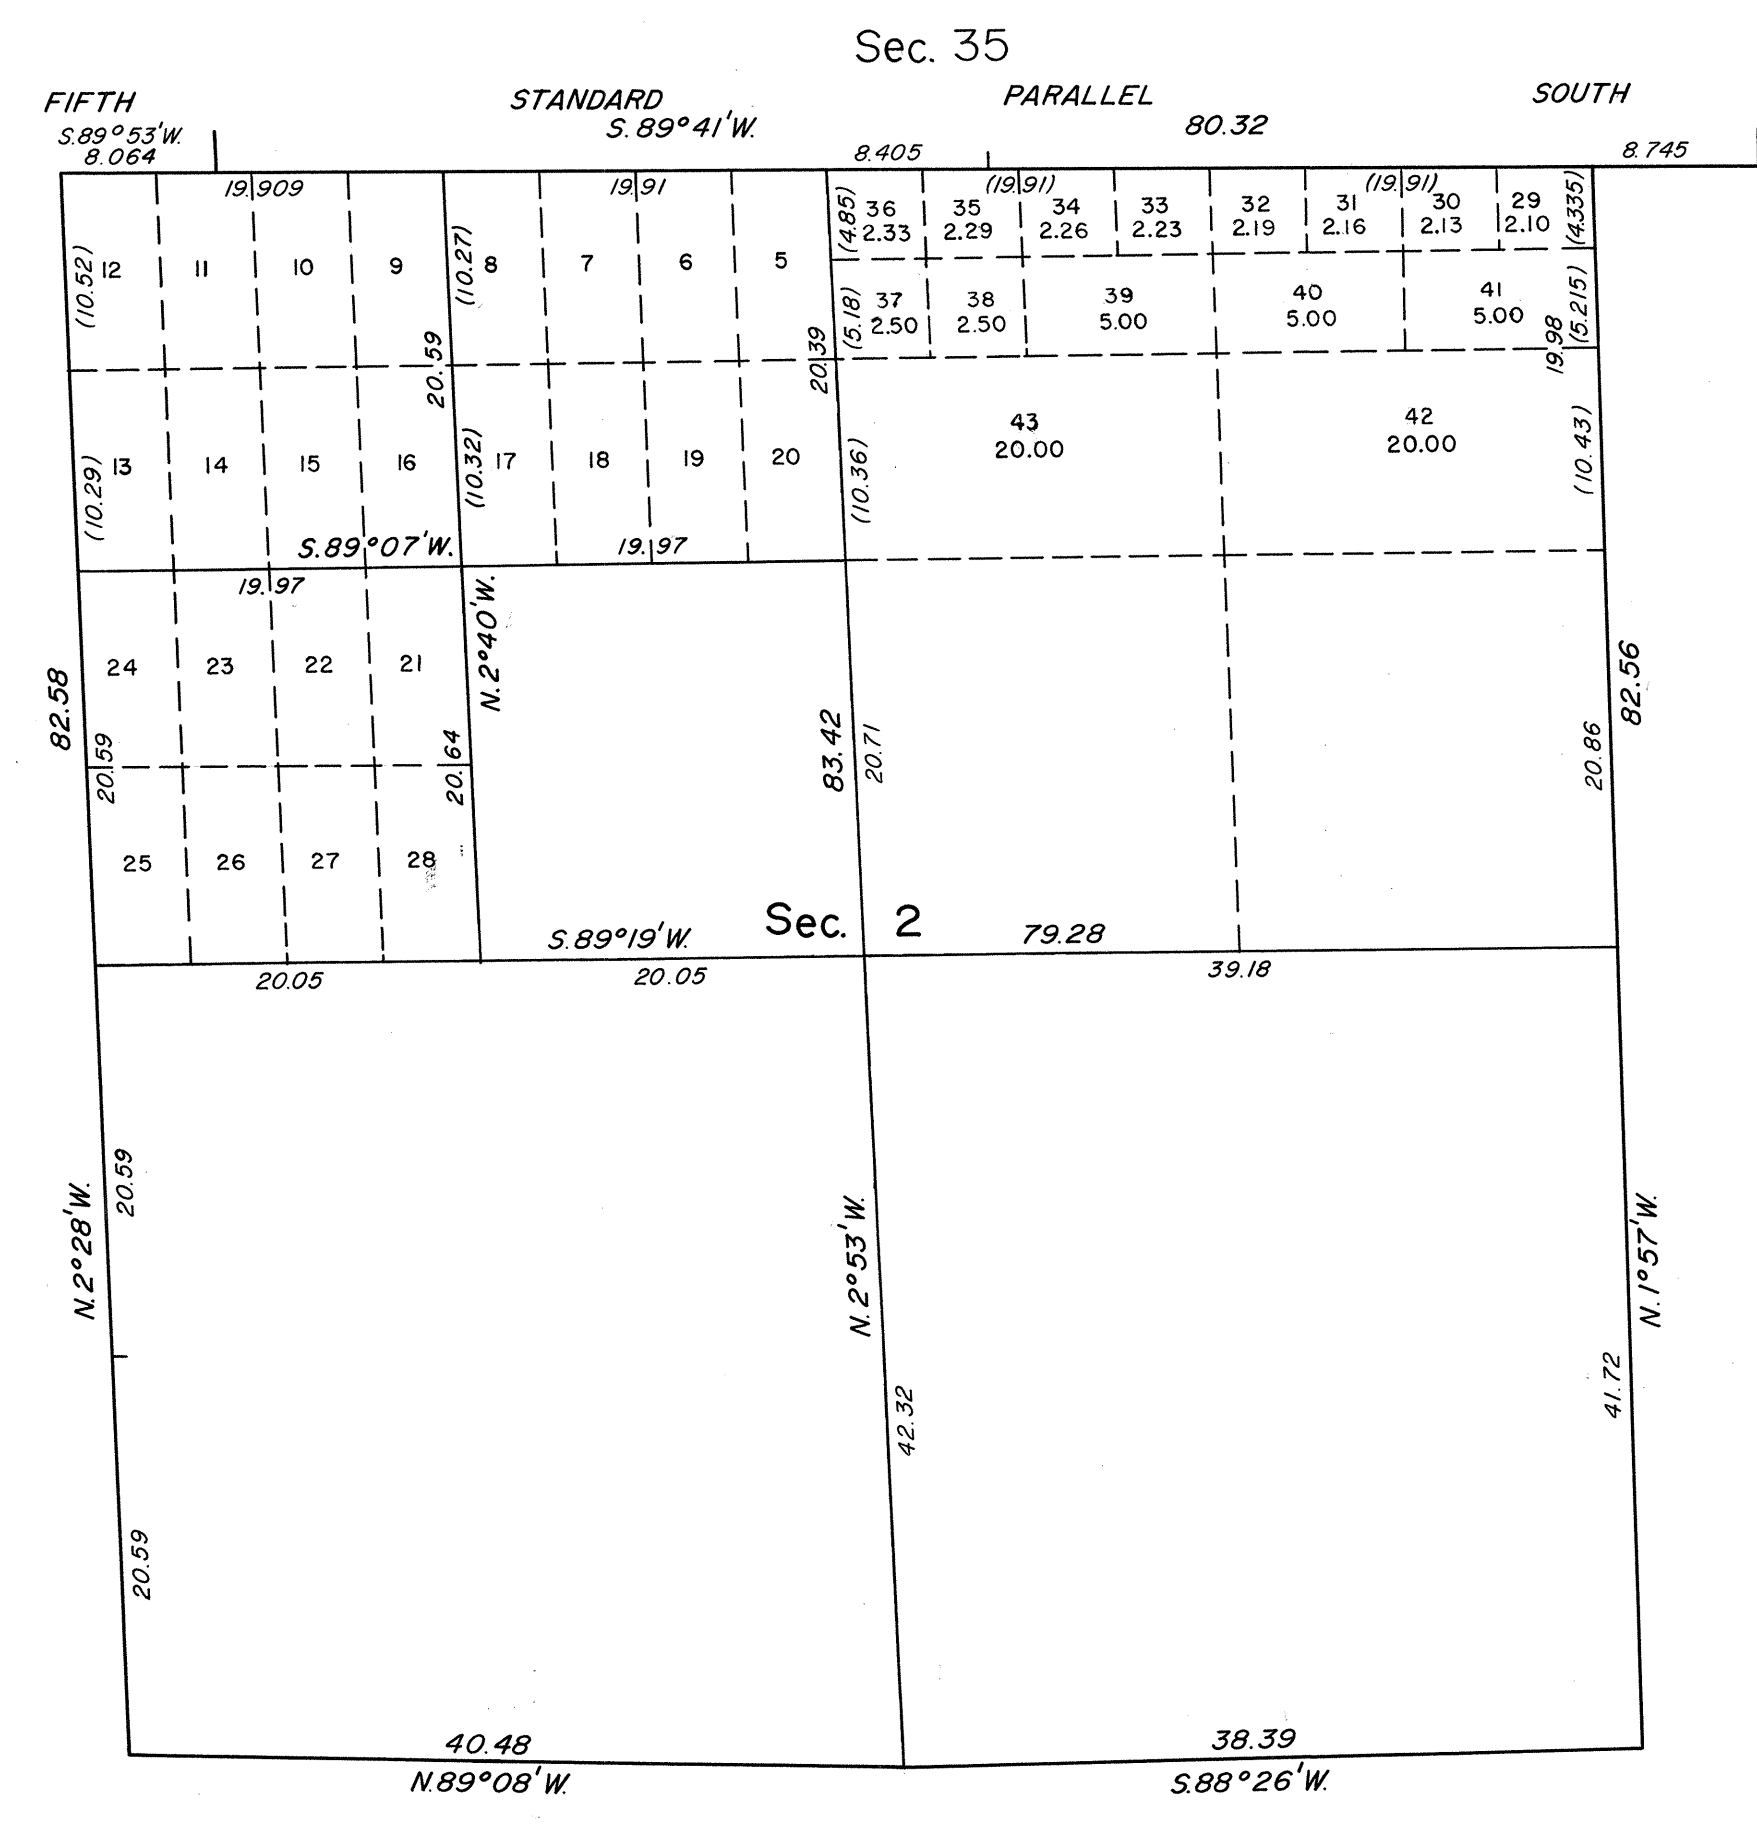 Sec. 35
FIFTH STANDARD PARALLEL SOUTH
S.89°53'W. S.89°41'W. 80.32
8.064 8.405 8.745
19.909 19.91 (19.91) (19.91)
(4.85) 36 35 34 33 32 31 30 29 (4.335)
2.33 2.29 2.26 2.23 2.19 2.16 2.13 2.10
(10.52) 12 11 10 9 (10.27) 8 7 6 5
(5.18) 37 38 39 40 41 (5.215)
2.50 2.50 5.00 5.00 5.00
20.59 20.39 19.98
43 42
20.00 20.00
(10.29) 13 14 15 16 (10.32) 17 18 19 20 (10.36) (10.43)
S.89°07'W. 19.97
19.97
N.2°40'W.
24 23 22 21
82.58 82.56
20.59 20.64 83.42 20.71 20.86
25 26 27 28
Sec. 2
S.89°19'W. 79.28
20.05 20.05 39.18
20.59
N.2°28'W. N.2°53'W. N.1°57'W.
42.32 41.72
20.59
40.48 38.39
N.89°08'W. S.88°26'W.